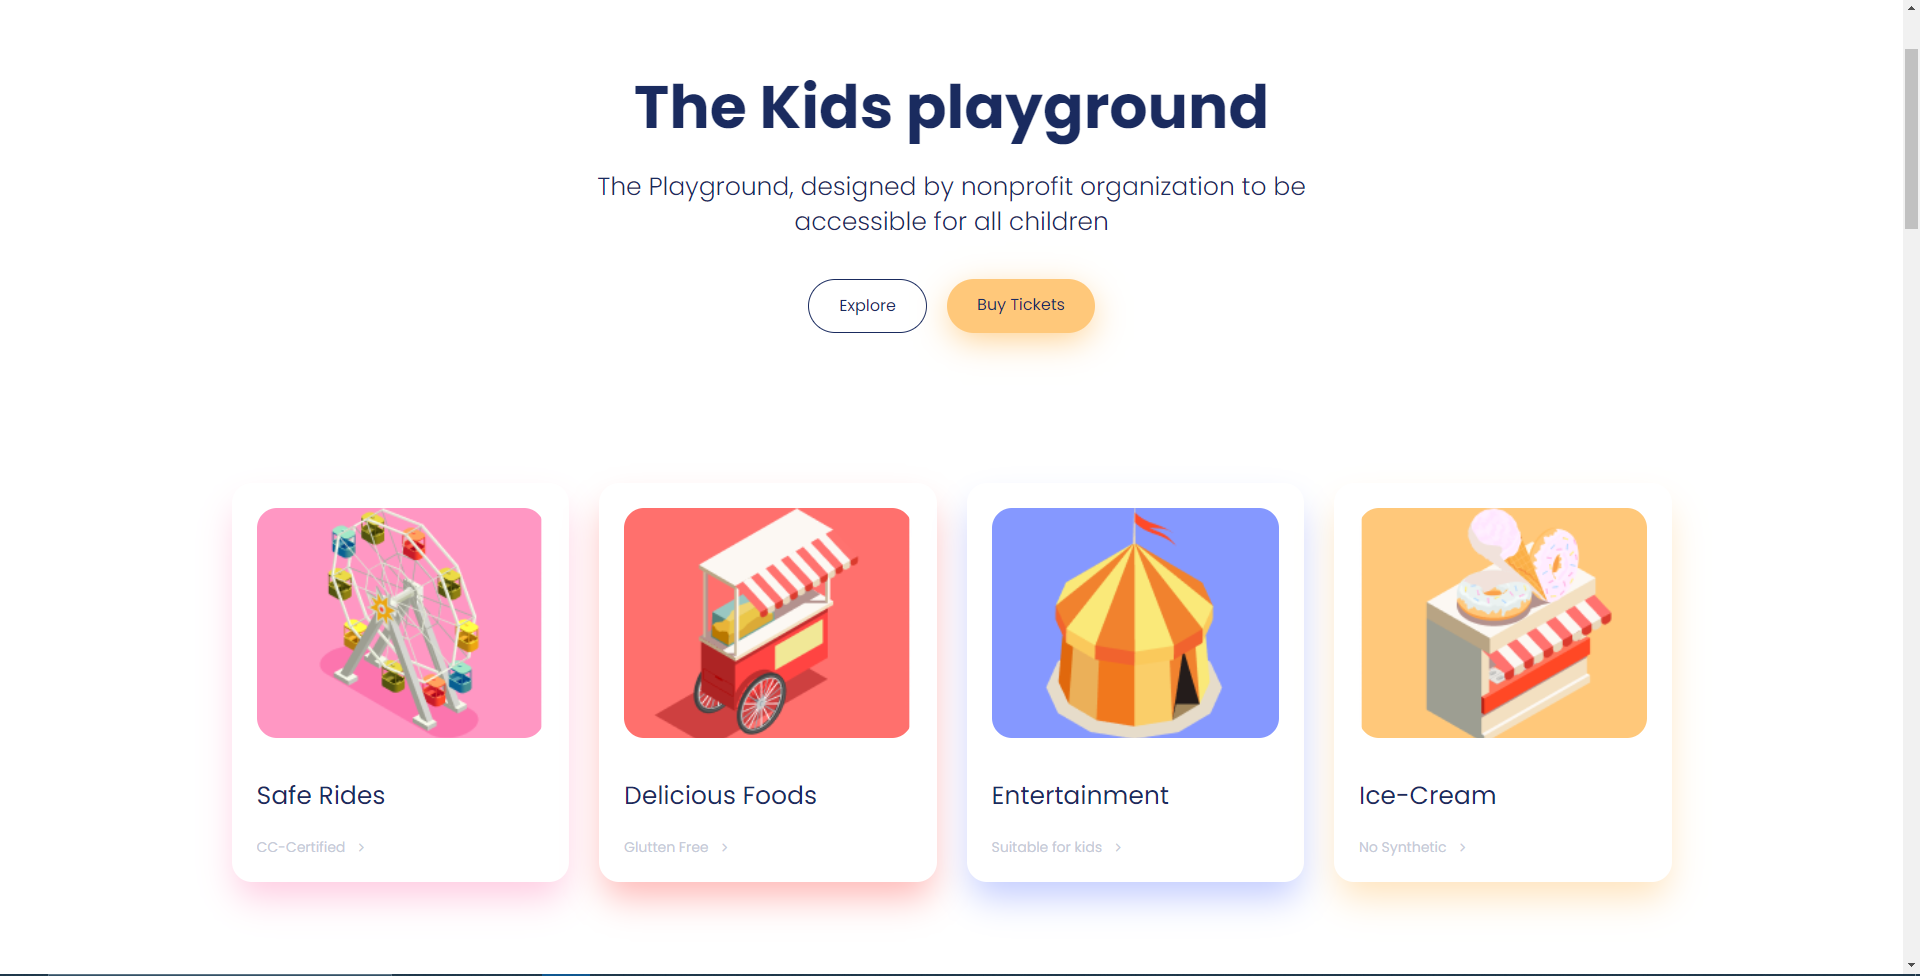 The Kids playground
The Playground, designed by nonprofit organization to be
accessible for all children
Explore
Buy Tickets
Safe Rides
CC-Certified
Delicious Foods
Glutten Free
Entertainment
Suitable for kids
Ice-Cream
No Synthetic